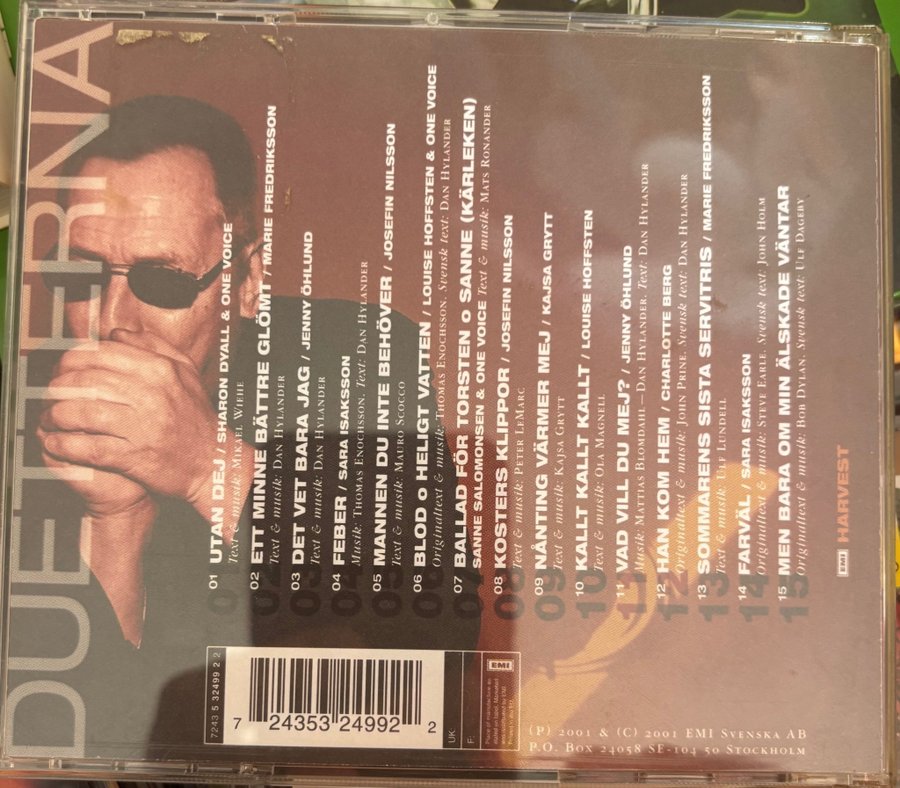 DUETTERNA
01 UTAN DEJ / SHARON DYALL & ONE VOICE
Text & musik: Mikael Wiehe
02 ETT MINNE BÄTTRE GLÖMT / MARIE FREDRIKSSON
Text & musik: Dan Hylander
03 DET VET BARA JAG / JENNY ÖHLUND
Text & musik: Dan Hylander
04 FEBER / SARA ISAKSSON
Musik: Thomas Enochsson. Text: Dan Hylander
05 MANNEN DU INTE BEHÖVER / JOSEFIN NILSSON
Text & musik: Mauro Scocco
06 BLOD O HELIGT VATTEN / LOUISE HOFFSTEN & ONE VOICE
Originaltext & musik: Thomas Enochsson. Svensk text: Dan Hylander
07 BALLAD FÖR TORSTEN O SANNE (KÄRLEKEN)
SANNE SALOMONSEN & ONE VOICE Text & musik: Mats Ronander
08 KOSTERS KLIPPOR / JOSEFIN NILSSON
Text & musik: Peter LeMarc
09 NÅNTING VÄRMER MEJ / KAJSA GRYTT
Text & musik: Kajsa Grytt
10 KALLT KALLT KALLT / LOUISE HOFFSTEN
Text & musik: Ola Magnell
11 VAD VILL DU MEJ? / JENNY ÖHLUND
Musik: Mattias Blomdahl–Dan Hylander. Text: Dan Hylander
12 HAN KOM HEM / CHARLOTTE BERG
Originaltext & musik: John Prine. Svensk text: Dan Hylander
13 SOMMARENS SISTA SERVITRIS / MARIE FREDRIKSSON
Text & musik: Ulf Lundell
14 FARVÄL / SARA ISAKSSON
Originaltext & musik: Steve Earle. Svensk text: John Holm
15 MEN BARA OM MIN ÄLSKADE VÄNTAR
Originaltext & musik: Bob Dylan. Svensk text: Ulf Dageby
EMI HARVEST
7243 5 32499 2 2
7 24353 24992 2
UK:
F:
EMI
(P) 2001 & (C) 2001 EMI Svenska AB
P.O. Box 24058 SE-104 50 Stockholm